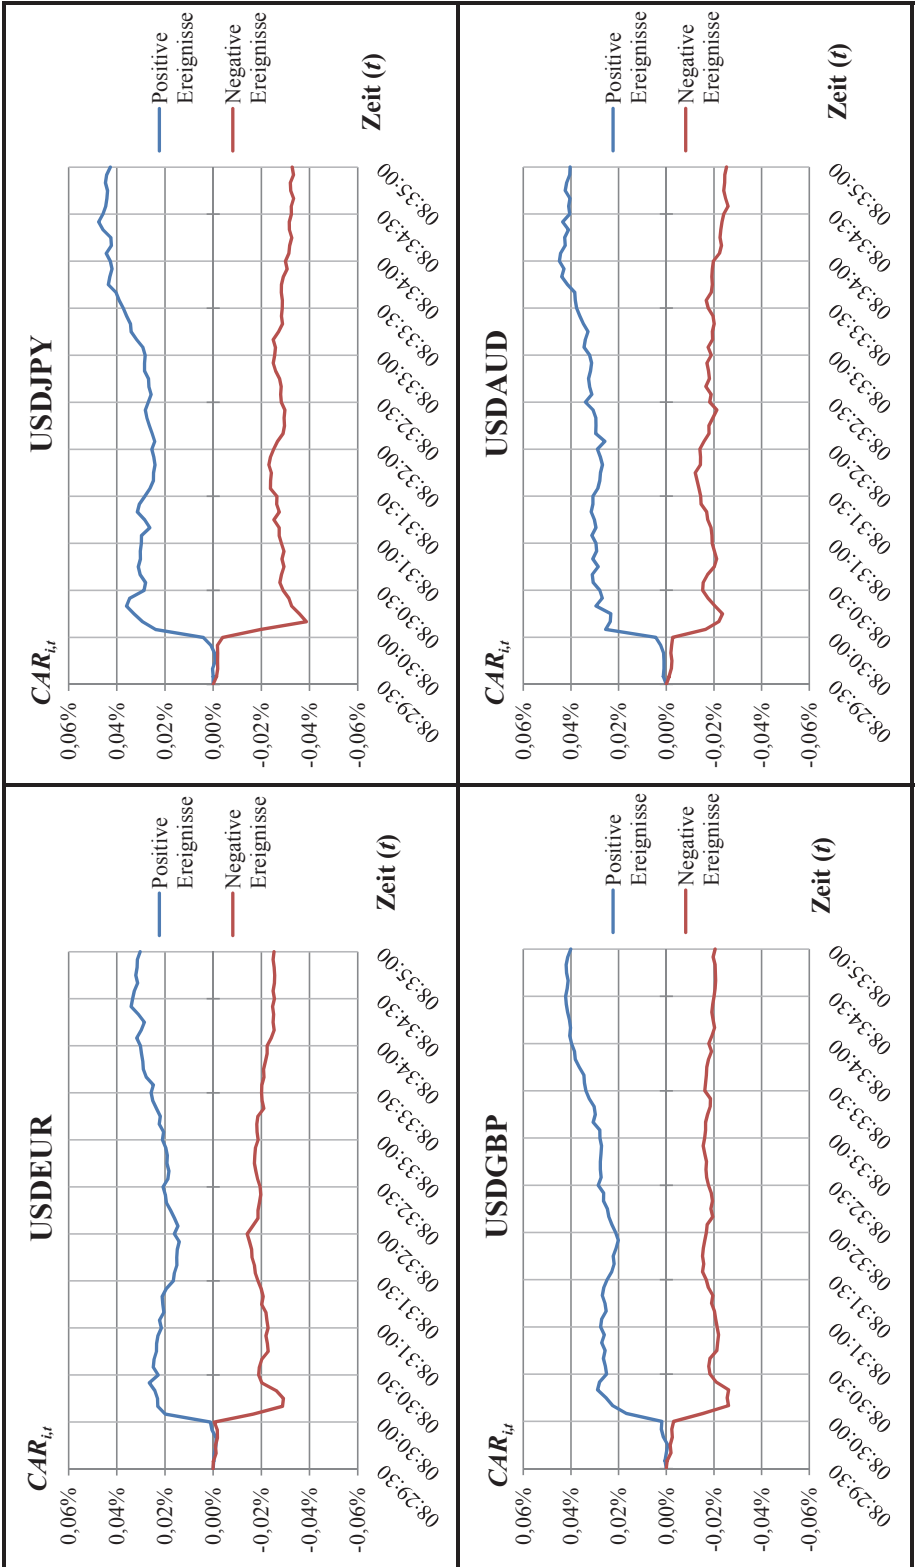 USDEUR
CAR i,t
0,06%
0,04%
0,02%
0,00%
-0,02%
-0,04%
-0,06%
08:29:30
08:30:00
08:30:30
08:31:00
08:31:30
08:32:00
08:32:30
08:33:00
08:33:30
08:34:00
08:34:30
08:35:00
Positive
Ereignisse
Negative
Ereignisse
Zeit (t)
USDJPY
CAR i,t
0,06%
0,04%
0,02%
0,00%
-0,02%
-0,04%
-0,06%
08:29:30
08:30:00
08:30:30
08:31:00
08:31:30
08:32:00
08:32:30
08:33:00
08:33:30
08:34:00
08:34:30
08:35:00
Positive
Ereignisse
Negative
Ereignisse
Zeit (t)
USDGBP
CAR i,t
0,06%
0,04%
0,02%
0,00%
-0,02%
-0,04%
-0,06%
08:29:30
08:30:00
08:30:30
08:31:00
08:31:30
08:32:00
08:32:30
08:33:00
08:33:30
08:34:00
08:34:30
08:35:00
Positive
Ereignisse
Negative
Ereignisse
Zeit (t)
USDAUD
CAR i,t
0,06%
0,04%
0,02%
0,00%
-0,02%
-0,04%
-0,06%
08:29:30
08:30:00
08:30:30
08:31:00
08:31:30
08:32:00
08:32:30
08:33:00
08:33:30
08:34:00
08:34:30
08:35:00
Positive
Ereignisse
Negative
Ereignisse
Zeit (t)